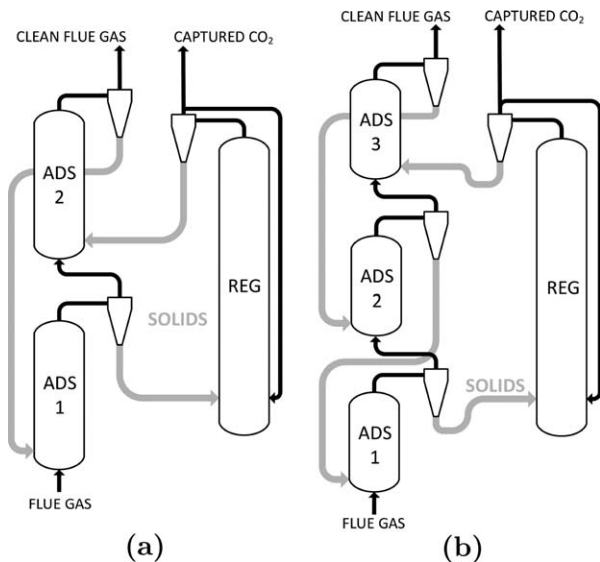 CLEAN FLUE GAS
CAPTURED CO₂
ADS
2
REG
SOLIDS
ADS
1
FLUE GAS
(a)
CLEAN FLUE GAS
CAPTURED CO₂
ADS
3
ADS
2
REG
SOLIDS
ADS
1
FLUE GAS
(b)